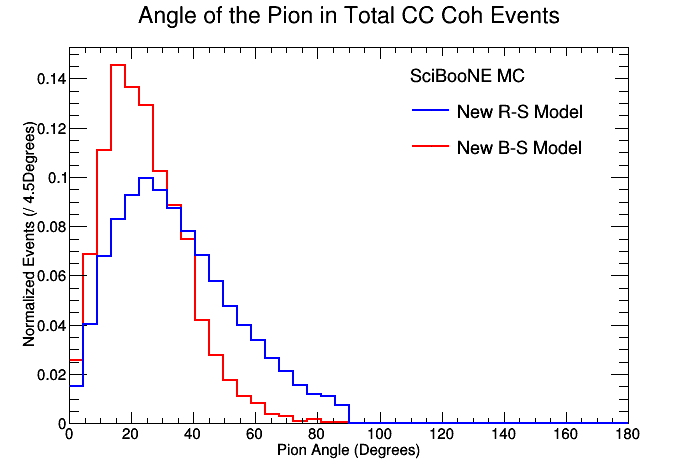 Angle of the Pion in Total CC Coh Events
SciBooNE MC
New R-S Model
New B-S Model
Normalized Events (/ 4.5Degrees)
0.14
0.12
0.1
0.08
0.06
0.04
0.02
0
0 20 40 60 80 100 120 140 160 180
Pion Angle (Degrees)